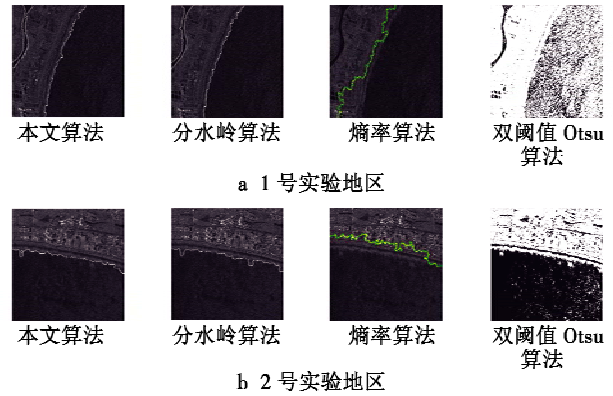 本文算法 分水岭算法 熵率算法 双阈值 Otsu
算法
a 1 号实验地区
本文算法 分水岭算法 熵率算法 双阈值 Otsu
算法
b 2 号实验地区